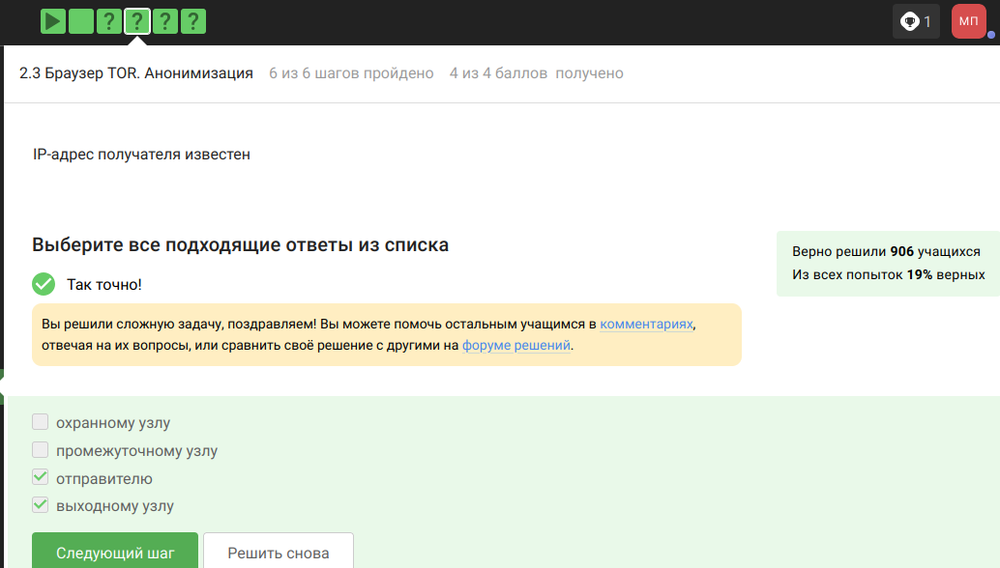 ? ? ? ?
1
МП
2.3 Браузер TOR. Анонимизация 6 из 6 шагов пройдено 4 из 4 баллов получено
IP-адрес получателя известен
Выберите все подходящие ответы из списка
Верно решили 906 учащихся
Из всех попыток 19% верных
Так точно!
Вы решили сложную задачу, поздравляем! Вы можете помочь остальным учащимся в комментариях,
отвечая на их вопросы, или сравнить своё решение с другими на форуме решений.
охранному узлу
промежуточному узлу
отправителю
выходному узлу
Следующий шаг
Решить снова